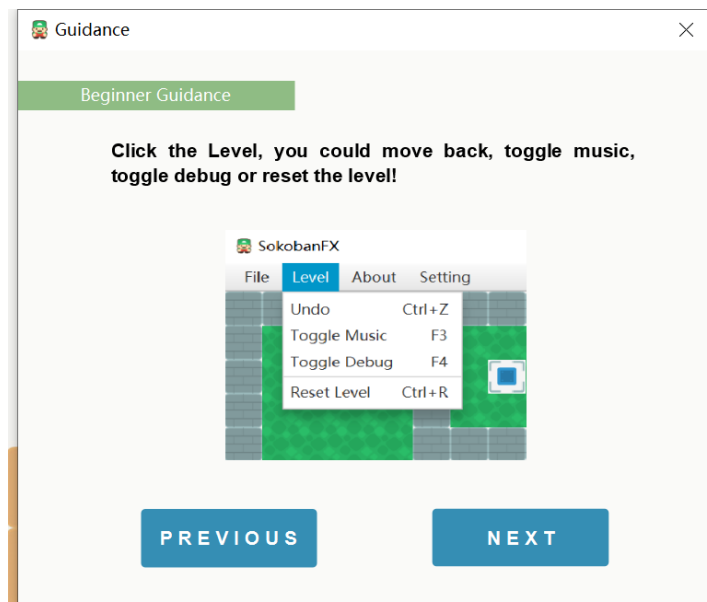 Guidance
Beginner Guidance
Click the Level, you could move back, toggle music,
toggle debug or reset the level!
SokobanFX
File Level About Setting
Undo Ctrl+Z
Toggle Music F3
Toggle Debug F4
Reset Level Ctrl+R
PREVIOUS NEXT